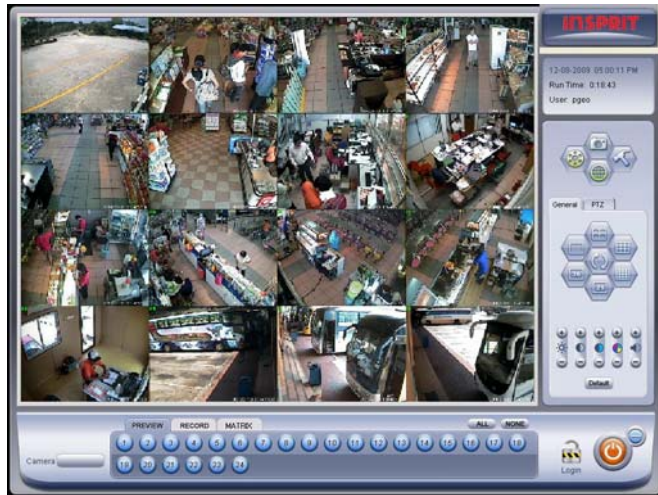 INSPRIT
12-09-2009 05:00:11 PM
Run Time: 0:18:43
User: pgeo
General PTZ
Default
PREVIEW RECORD MATRIX ALL NONE
1 2 3 4 5 6 7 8 9 10 11 12 13 14 15 16 17 18
Camera 19 20 21 22 23 24
Login